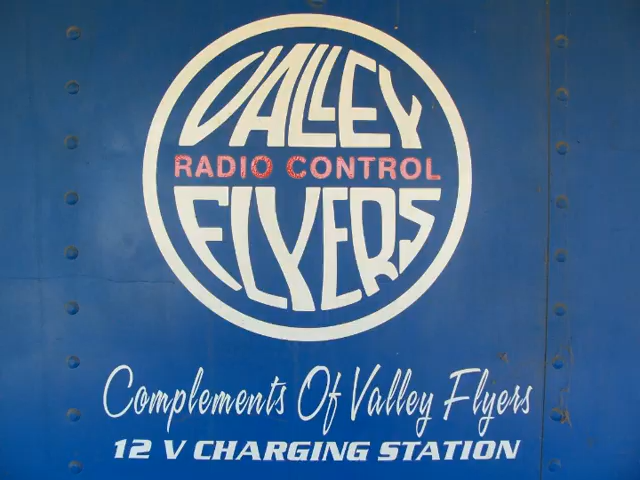 VALLEY
RADIO CONTROL
FLYERS
Complements Of Valley Flyers
12 V CHARGING STATION